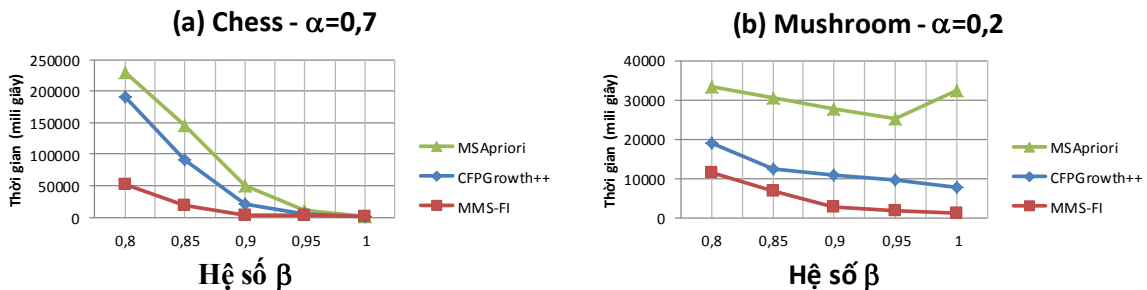 (a) Chess - α=0,7
Thời gian (mili giây)
250000
200000
150000
100000
50000
0
0,8 0,85 0,9 0,95 1
Hệ số β
MSApriori
CFPGrowth++
MMS-FI
(b) Mushroom - α=0,2
Thời gian (mili giây)
40000
30000
20000
10000
0
0,8 0,85 0,9 0,95 1
Hệ số β
MSApriori
CFPGrowth++
MMS-FI